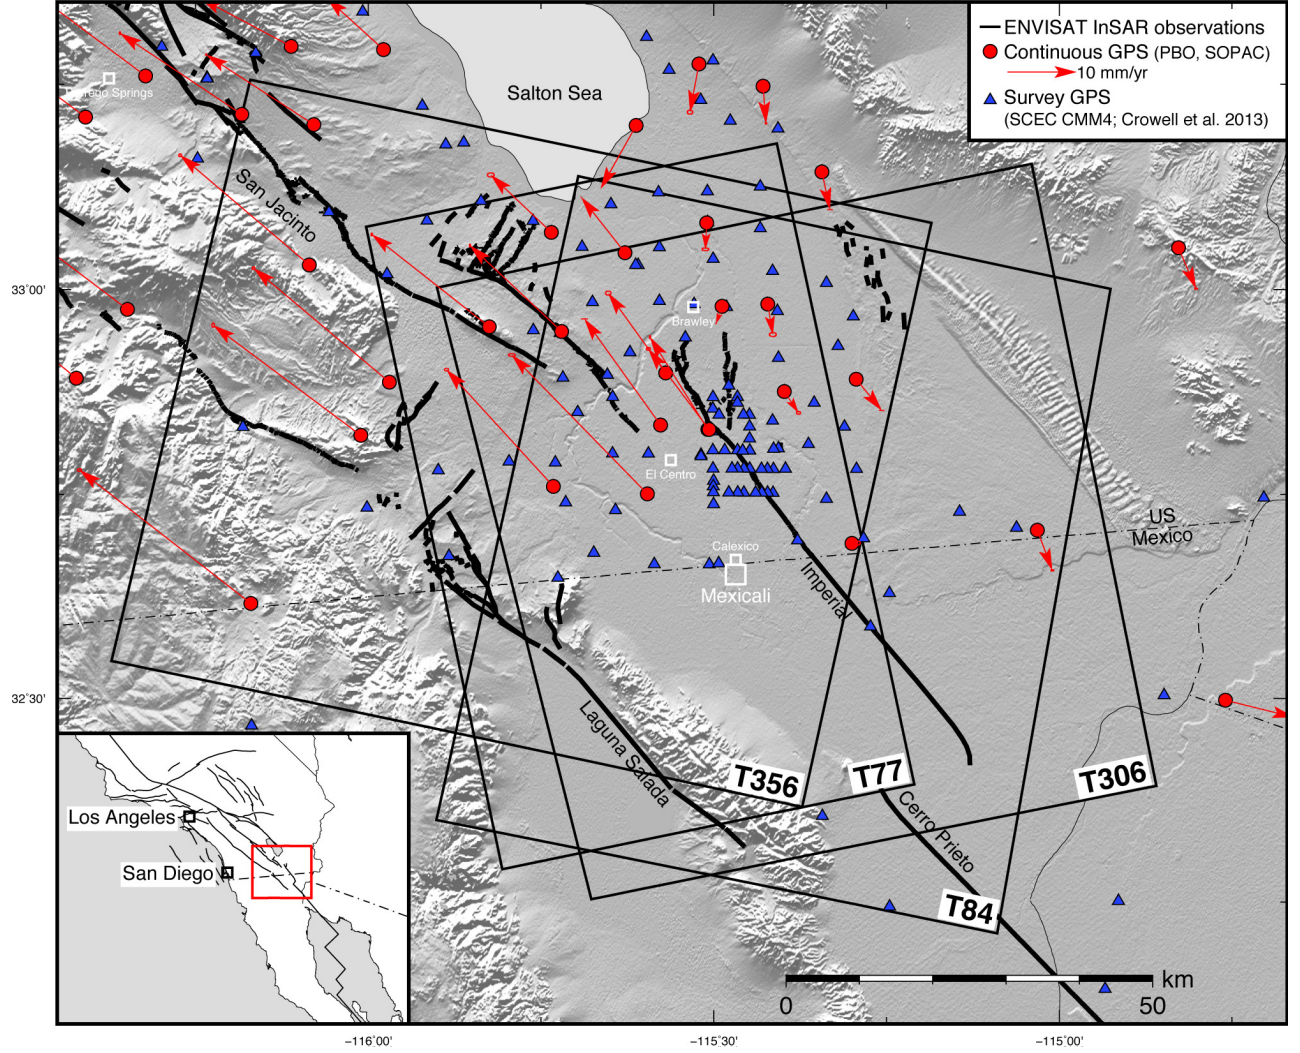 ENVISAT InSAR observations
Continuous GPS (PBO, SOPAC)
10 mm/yr
Survey GPS
(SCEC CMM4; Crowell et al. 2013)
Salton Sea
Springs
San Jacinto
33°00'
Brawley
El Centro
US
Mexico
Calexico
Mexicali
Imperial
32°30'
Laguna Salada
T356
T77
T306
Cerro Prieto
T84
Los Angeles
San Diego
km
0
50
−116°00'
−115°30'
−115°00'